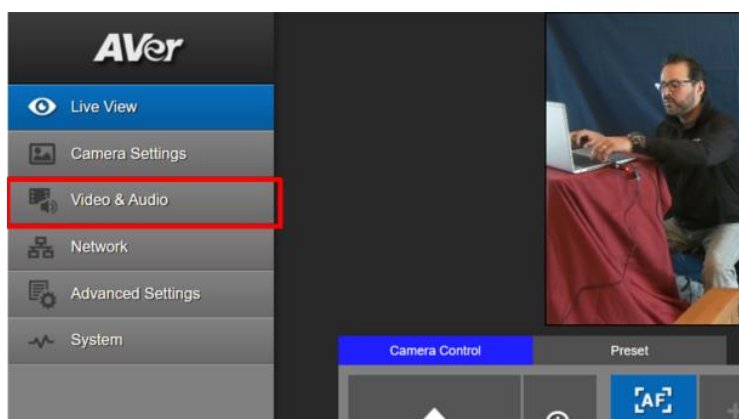 AVer
Live View
Camera Settings
Video & Audio
Network
Advanced Settings
System
Camera Control
Preset
AF